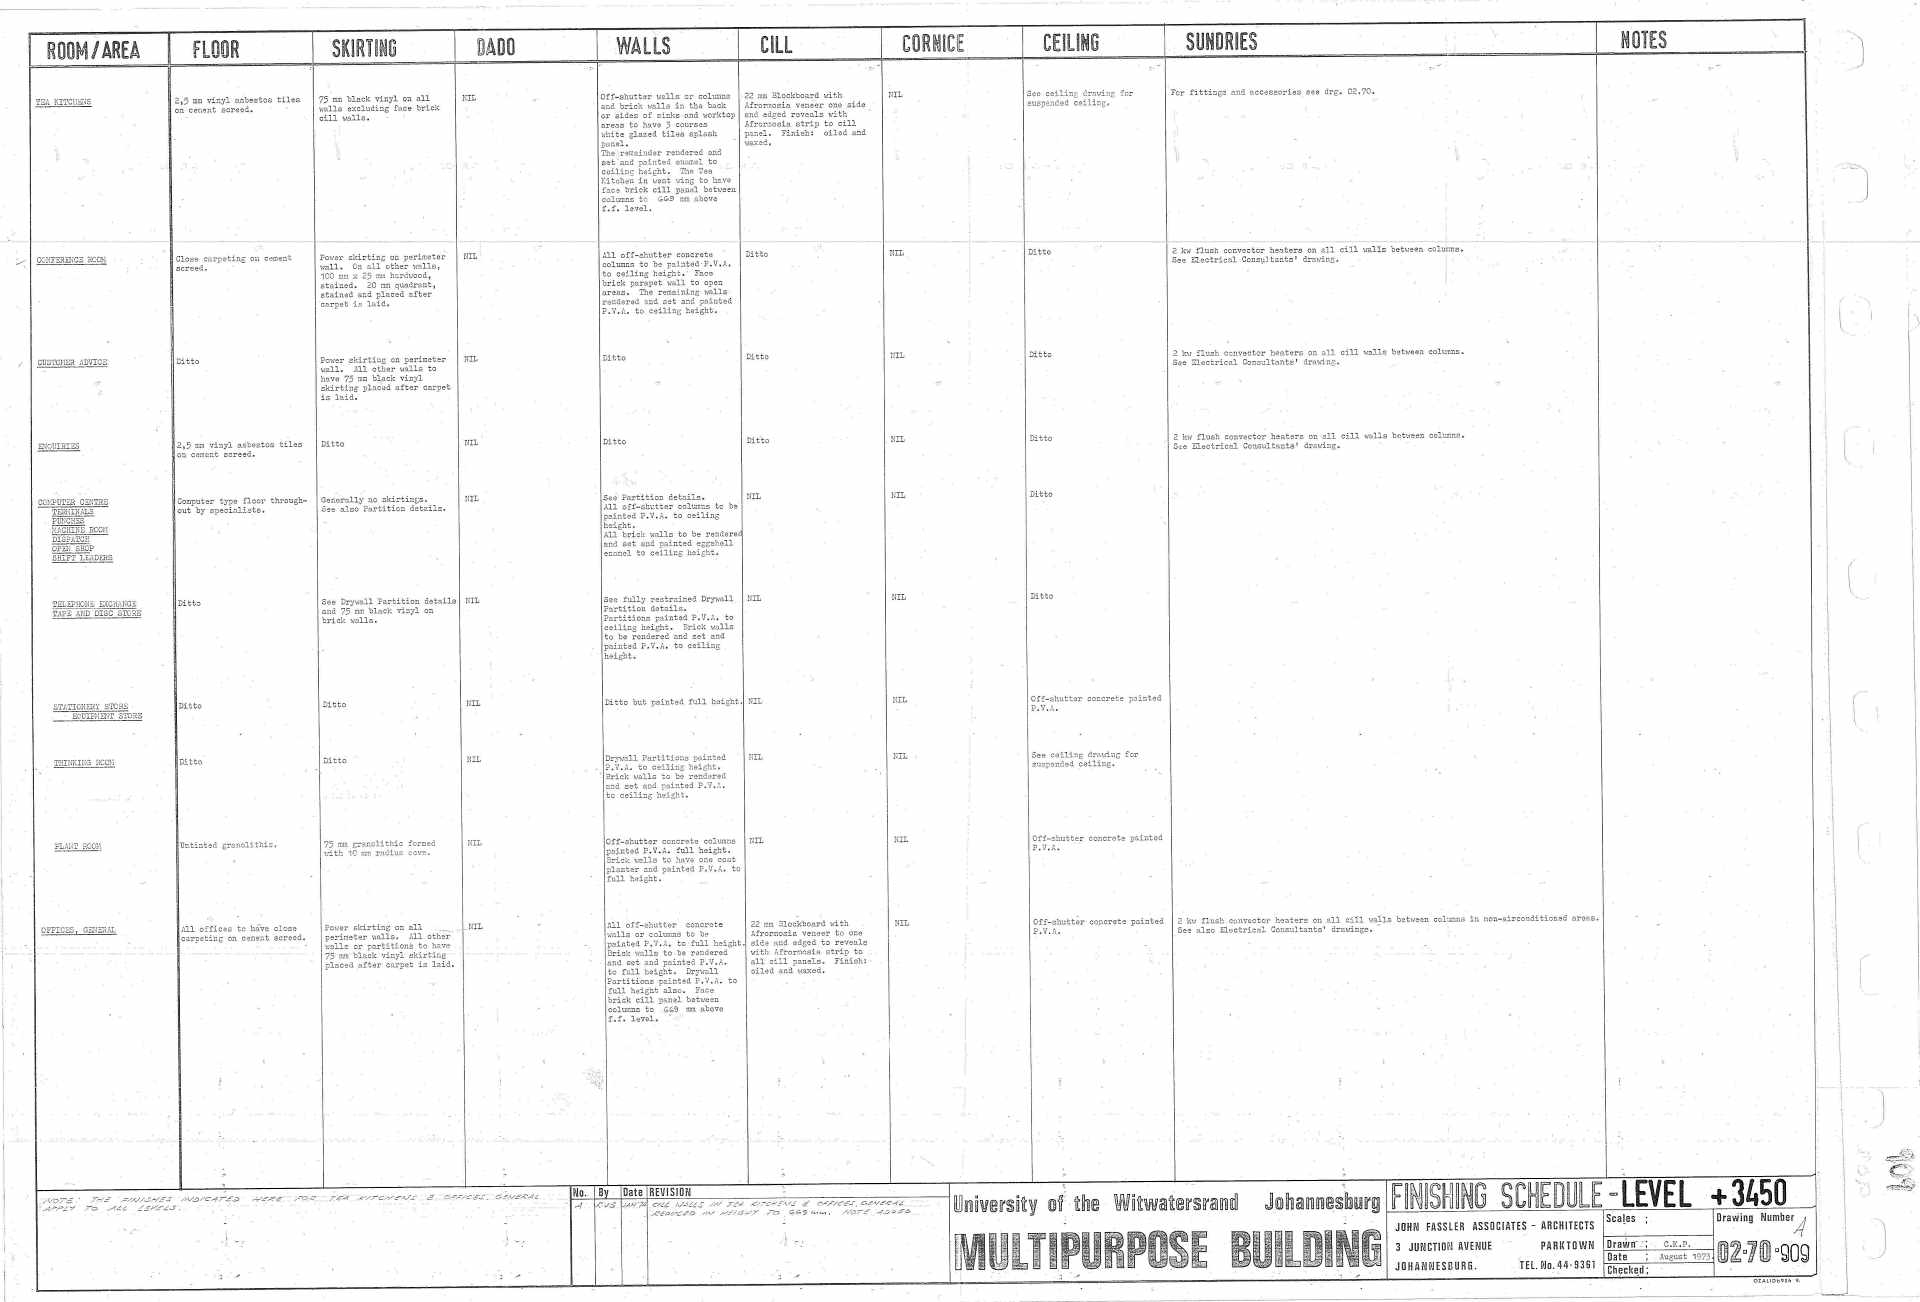 ROOM/AREA FLOOR SKIRTING DADO WALLS CILL CORNICE CEILING SUNDRIES NOTES
TEA KITCHENS
2,5 mm vinyl asbestos tiles
on cement screed.
75 mm black vinyl on all
walls excluding face brick
cill walls.
NIL
Off-shutter walls or columns
and brick walls in the back
or sides of sinks and worktop
areas to have 3 courses
white glazed tiles splash
panel.
The remainder rendered and
set and painted enamel to
ceiling height. The Tea
Kitchen in west wing to have
face brick cill panel between
columns to 669 mm above
f.f. level.
22 mm Blockboard with
Afrormosia veneer one side
and edged reveals with
Afrormosia strip to cill
panel. Finish: oiled and
waxed.
NIL
See ceiling drawing for
suspended ceiling.
For fittings and accessories see drg. 02.70.
CONFERENCE ROOM
Close carpeting on cement
screed.
Power skirting on perimeter
wall. On all other walls,
100 mm x 25 mm hardwood,
stained. 20 mm quadrant,
stained and placed after
carpet is laid.
NIL
All off-shutter concrete
columns to be painted P.V.A.
to ceiling height. Face
brick parapet wall to open
areas. The remaining walls
rendered and set and painted
P.V.A. to ceiling height.
Ditto
NIL
Ditto
2 kw flush convector heaters on all cill walls between columns.
See Electrical Consultants' drawing.
CUSTOMER ADVICE
Ditto
Power skirting on perimeter
wall. All other walls to
have 75 mm black vinyl
skirting placed after carpet
is laid.
NIL
Ditto
Ditto
NIL
Ditto
2 kw flush convector heaters on all cill walls between columns.
See Electrical Consultants' drawing.
ENQUIRIES
2,5 mm vinyl asbestos tiles
on cement screed.
Ditto
NIL
Ditto
Ditto
NIL
Ditto
2 kw flush convector heaters on all cill walls between columns.
See Electrical Consultants' drawing.
COMPUTER CENTRE
TERMINALS
PUNCHES
MACHINE ROOM
DISPATCH
OPEN SHOP
SHIFT LEADERS
Computer type floor through-
out by specialists.
Generally no skirtings.
See also Partition details.
NIL
See Partition details.
All off-shutter columns to be
painted P.V.A. to ceiling
height.
All brick walls to be rendered
and set and painted eggshell
enamel to ceiling height.
NIL
NIL
Ditto
TELEPHONE EXCHANGE
TAPE AND DISC STORE
Ditto
See Drywall Partition details
and 75 mm black vinyl on
brick walls.
NIL
See fully restrained Drywall
Partition details.
Partitions painted P.V.A. to
ceiling height. Brick walls
to be rendered and set and
painted P.V.A. to ceiling
height.
NIL
NIL
Ditto
STATIONERY STORE
EQUIPMENT STORE
Ditto
Ditto
NIL
Ditto but painted full height.
NIL
NIL
Off-shutter concrete painted
P.V.A.
THINKING ROOM
Ditto
Ditto
NIL
Drywall Partitions painted
P.V.A. to ceiling height.
Brick walls to be rendered
and set and painted P.V.A.
to ceiling height.
NIL
NIL
See ceiling drawing for
suspended ceiling.
PLANT ROOM
Untinted granolithic.
75 mm granolithic formed
with 10 mm radius cove.
NIL
Off-shutter concrete columns
painted P.V.A. full height.
Brick walls to have one coat
plaster and painted P.V.A. to
full height.
NIL
NIL
Off-shutter concrete painted
P.V.A.
OFFICES, GENERAL
All offices to have close
carpeting on cement screed.
Power skirting on all
perimeter walls. All other
walls or partitions to have
75 mm black vinyl skirting
placed after carpet is laid.
NIL
All off-shutter concrete
walls or columns to be
painted P.V.A. to full height.
Brick walls to be rendered
and set and painted P.V.A.
to full height. Drywall
Partitions painted P.V.A. to
full height also. Face
brick cill panel between
columns to 669 mm above
f.f. level.
22 mm Blockboard with
Afrormosia veneer to one
side and edged to reveals
with Afrormosia strip to
all cill panels. Finish:
oiled and waxed.
NIL
Off-shutter concrete painted
P.V.A.
2 kw flush convector heaters on all cill walls between columns in non-airconditioned areas.
See also Electrical Consultants' drawings.
NOTE: THE FINISHES INDICATED HERE FOR TEA KITCHENS & OFFICES, GENERAL
APPLY TO ALL LEVELS.
No. By Date REVISION
A CILL WALLS IN TEA KITCHENS & OFFICES, GENERAL
REDUCED IN HEIGHT TO 669 mm. NOTE ADDED
University of the Witwatersrand Johannesburg
MULTIPURPOSE BUILDING
FINISHING SCHEDULE - LEVEL +3450
JOHN FASSLER ASSOCIATES - ARCHITECTS
3 JUNCTION AVENUE PARKTOWN
JOHANNESBURG. TEL. No. 44-9361
Scales :
Drawn : C.K.P.
Date : August 1973.
Checked :
Drawing Number
A
02·70·909